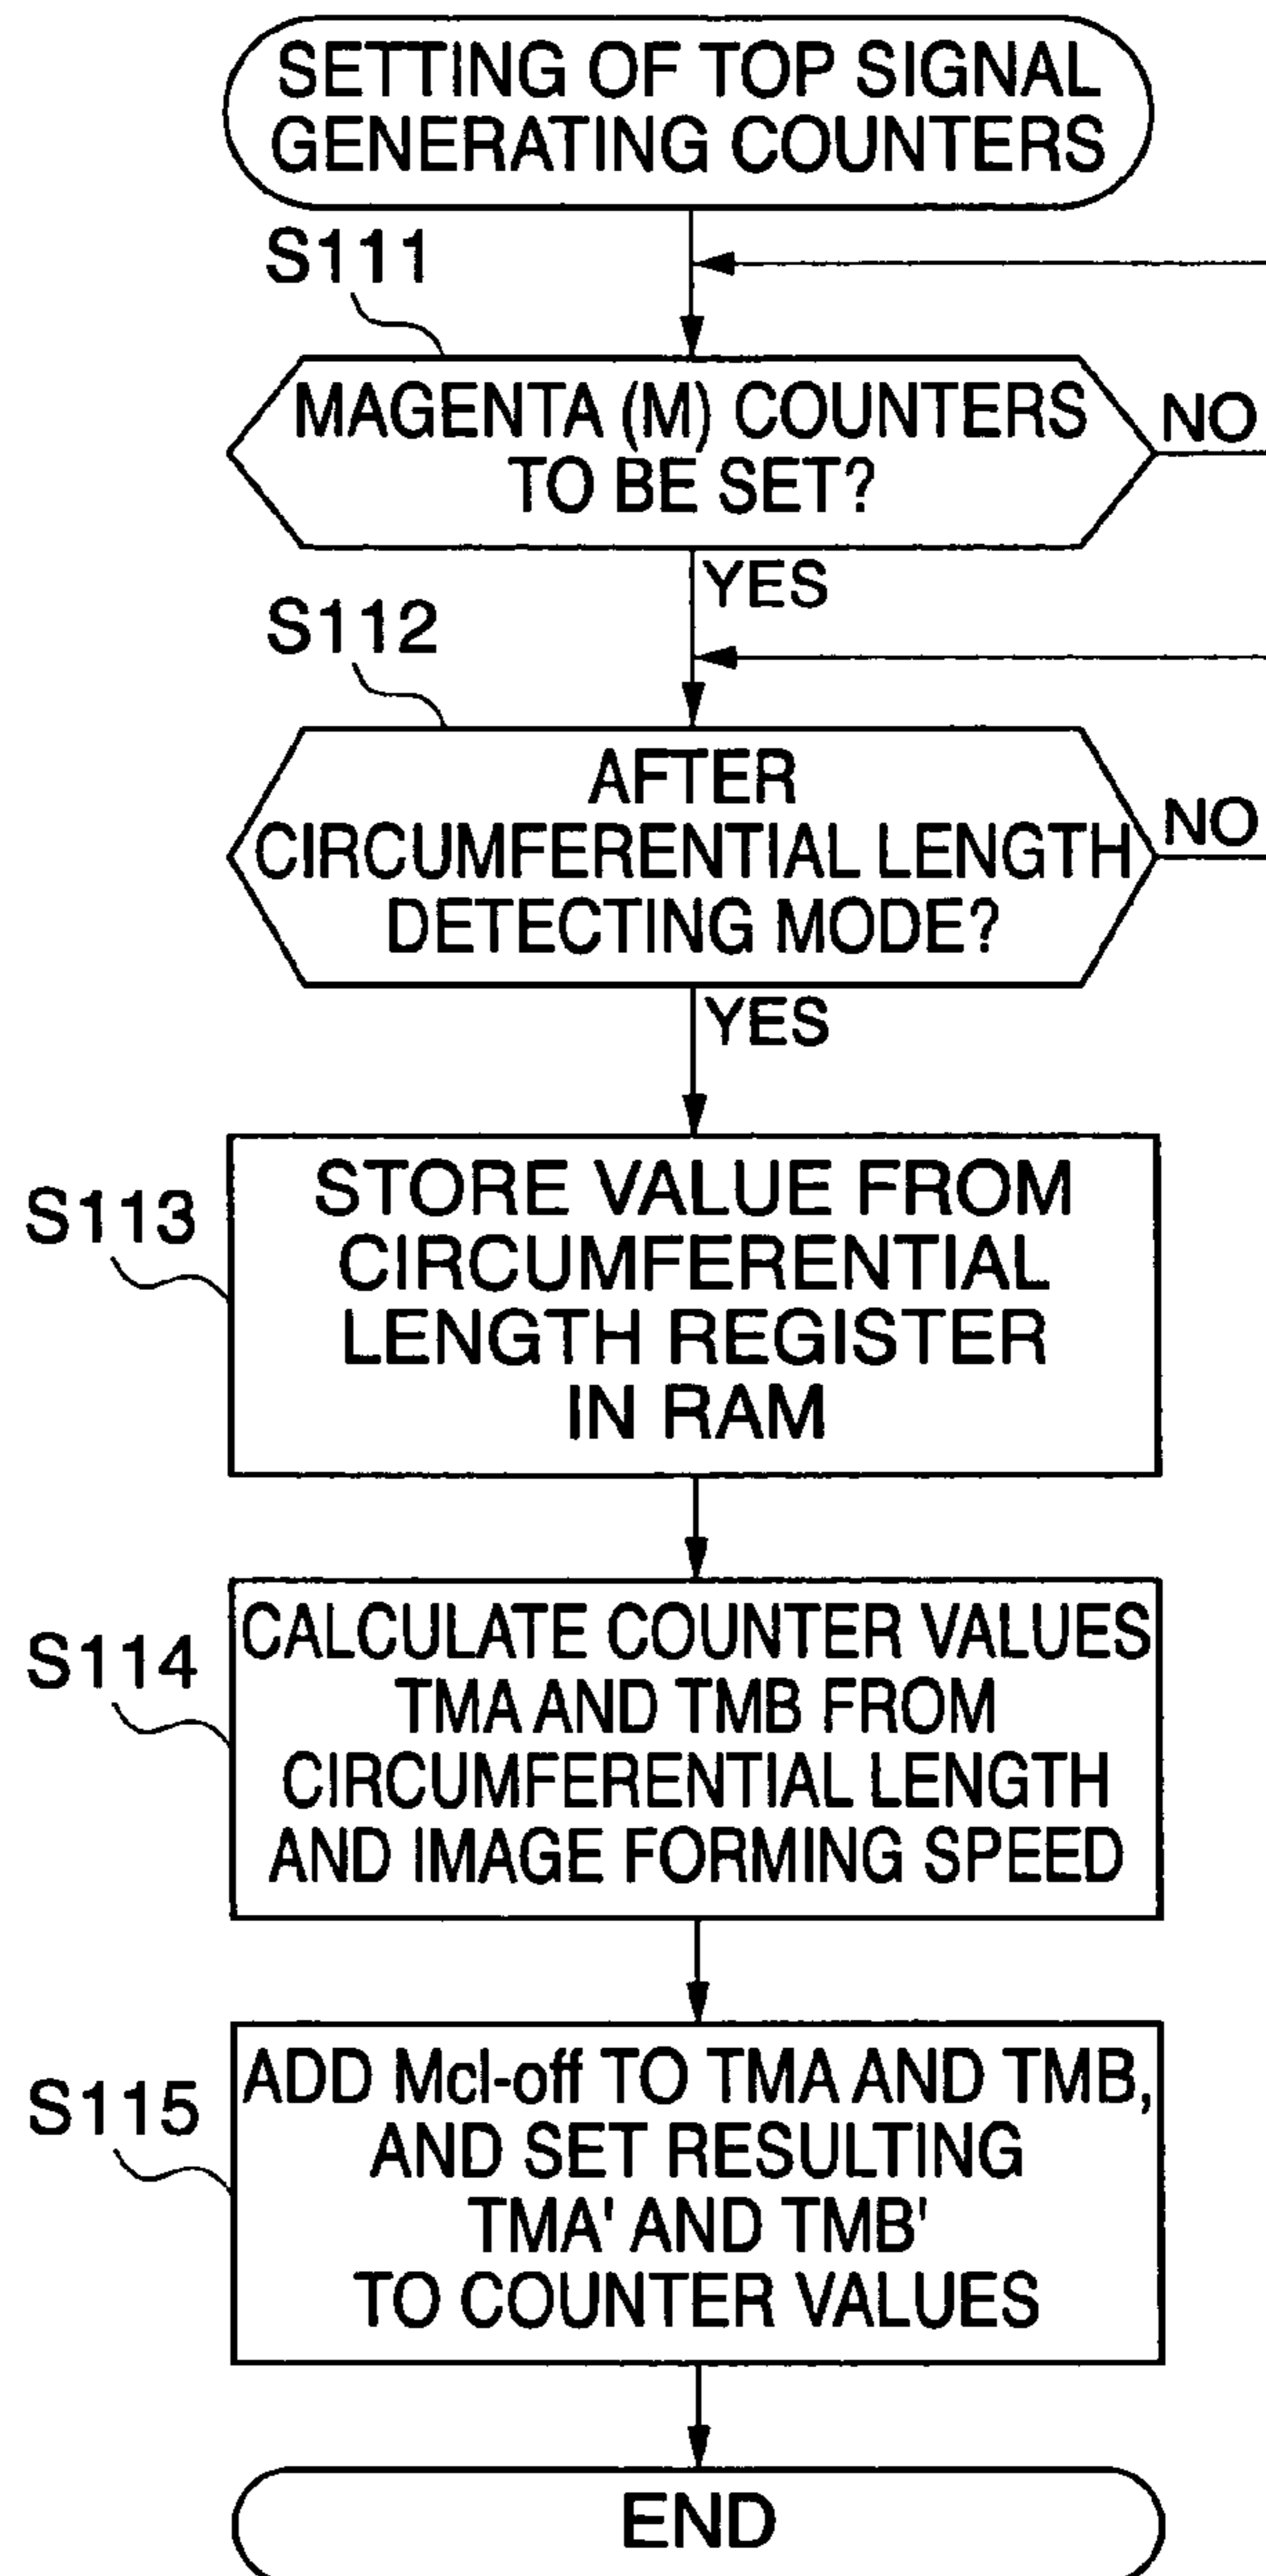 SETTING OF TOP SIGNAL
GENERATING COUNTERS
S111
MAGENTA (M) COUNTERS
TO BE SET?
NO
YES
S112
AFTER
CIRCUMFERENTIAL LENGTH
DETECTING MODE?
NO
YES
S113
STORE VALUE FROM
CIRCUMFERENTIAL
LENGTH REGISTER
IN RAM
S114
CALCULATE COUNTER VALUES
TMA AND TMB FROM
CIRCUMFERENTIAL LENGTH
AND IMAGE FORMING SPEED
S115
ADD Mcl-off TO TMA AND TMB,
AND SET RESULTING
TMA' AND TMB'
TO COUNTER VALUES
END